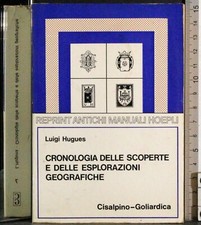 REPRINT ANTICHI MANUALI HOEPLI
Luigi Hugues
CRONOLOGIA DELLE SCOPERTE
E DELLE ESPLORAZIONI
GEOGRAFICHE
Cisalpino–Goliardica